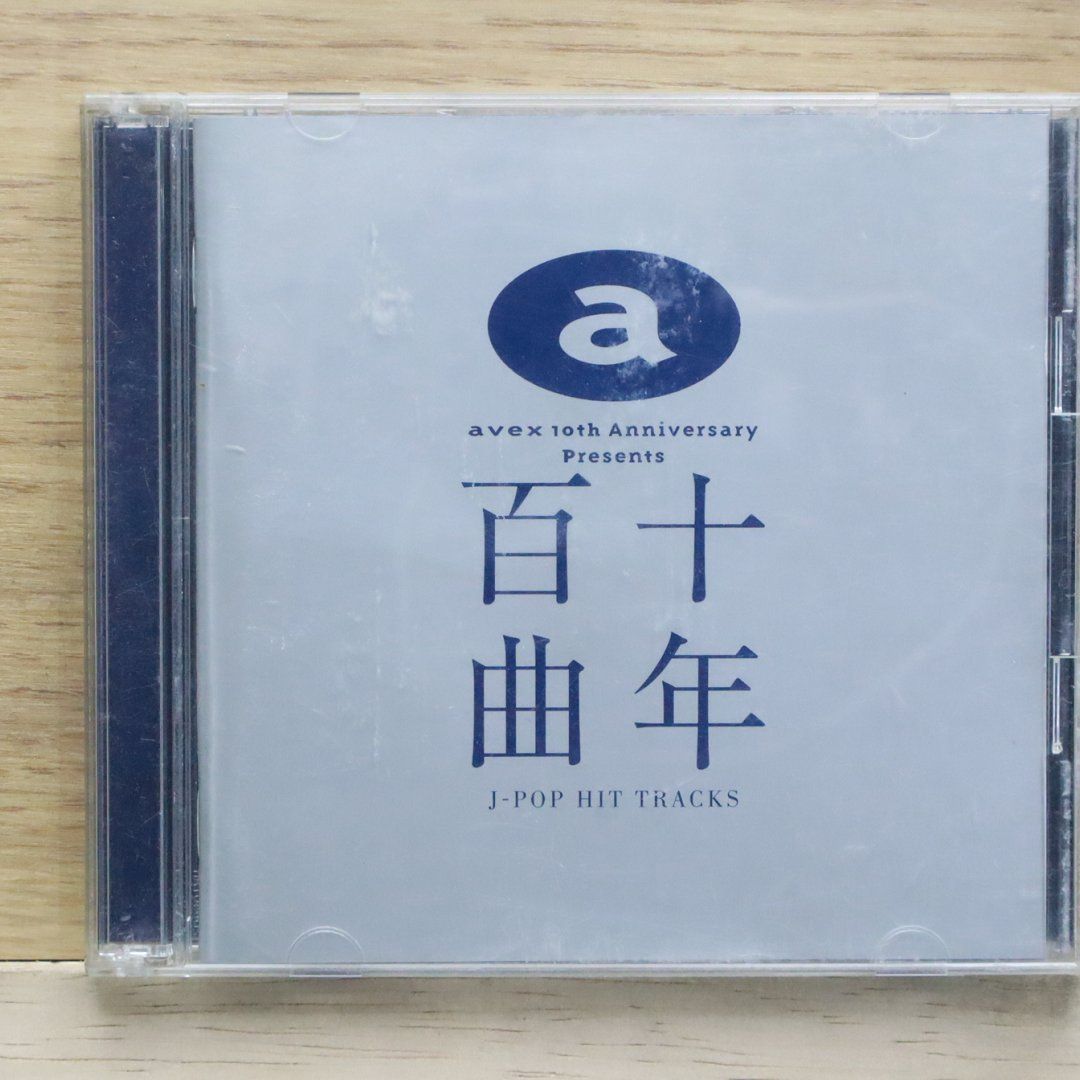 a
avex 10th Anniversary
Presents
十年
百曲
J-POP HIT TRACKS